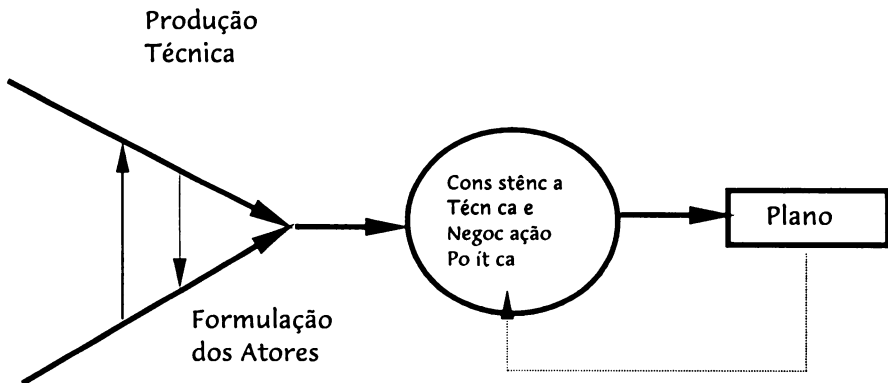 Produção
Técnica
Cons stênc a
Técn ca e
Negoc ação
Po ít ca
Plano
Formulação
dos Atores